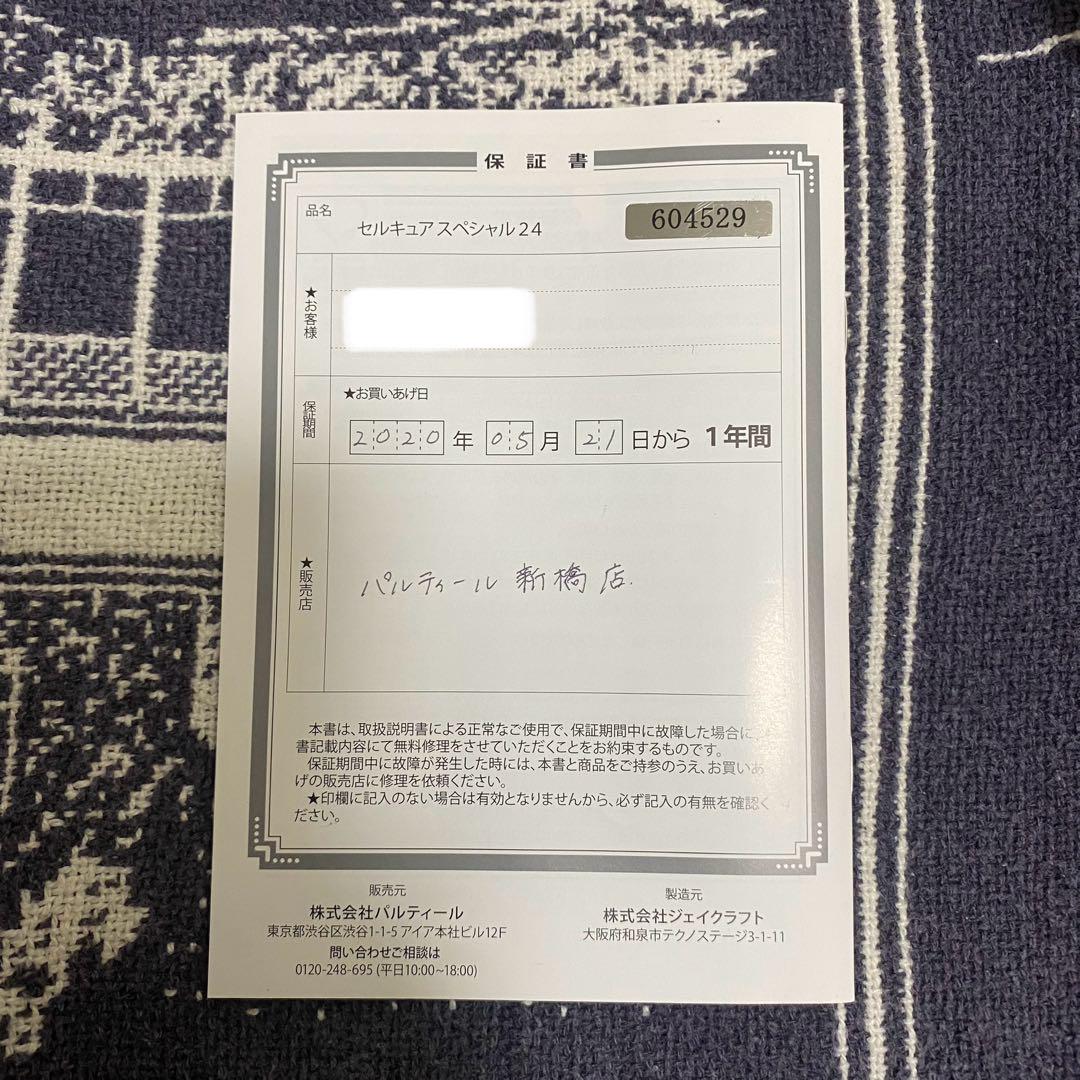 保証書
品名
セルキュアスペシャル24
604529
★お客様
保証期間
★お買いあげ日
2020年05月21日から1年間
★販売店
パルティール 新橋店.
本書は、取扱説明書による正常なご使用で、保証期間中に故障した場合に、
書記載内容にて無料修理をさせていただくことをお約束するものです。
保証期間中に故障が発生した時には、本書と商品をご持参のうえ、お買いあ
げの販売店に修理を依頼ください。
★印欄に記入のない場合は有効となりませんから、必ず記入の有無を確認く
ださい。
販売元
株式会社パルティール
東京都渋谷区渋谷1-1-5 アイア本社ビル12F
問い合わせご相談は
0120-248-695 (平日10:00~18:00)
製造元
株式会社ジェイクラフト
大阪府和泉市テクノステージ3-1-11